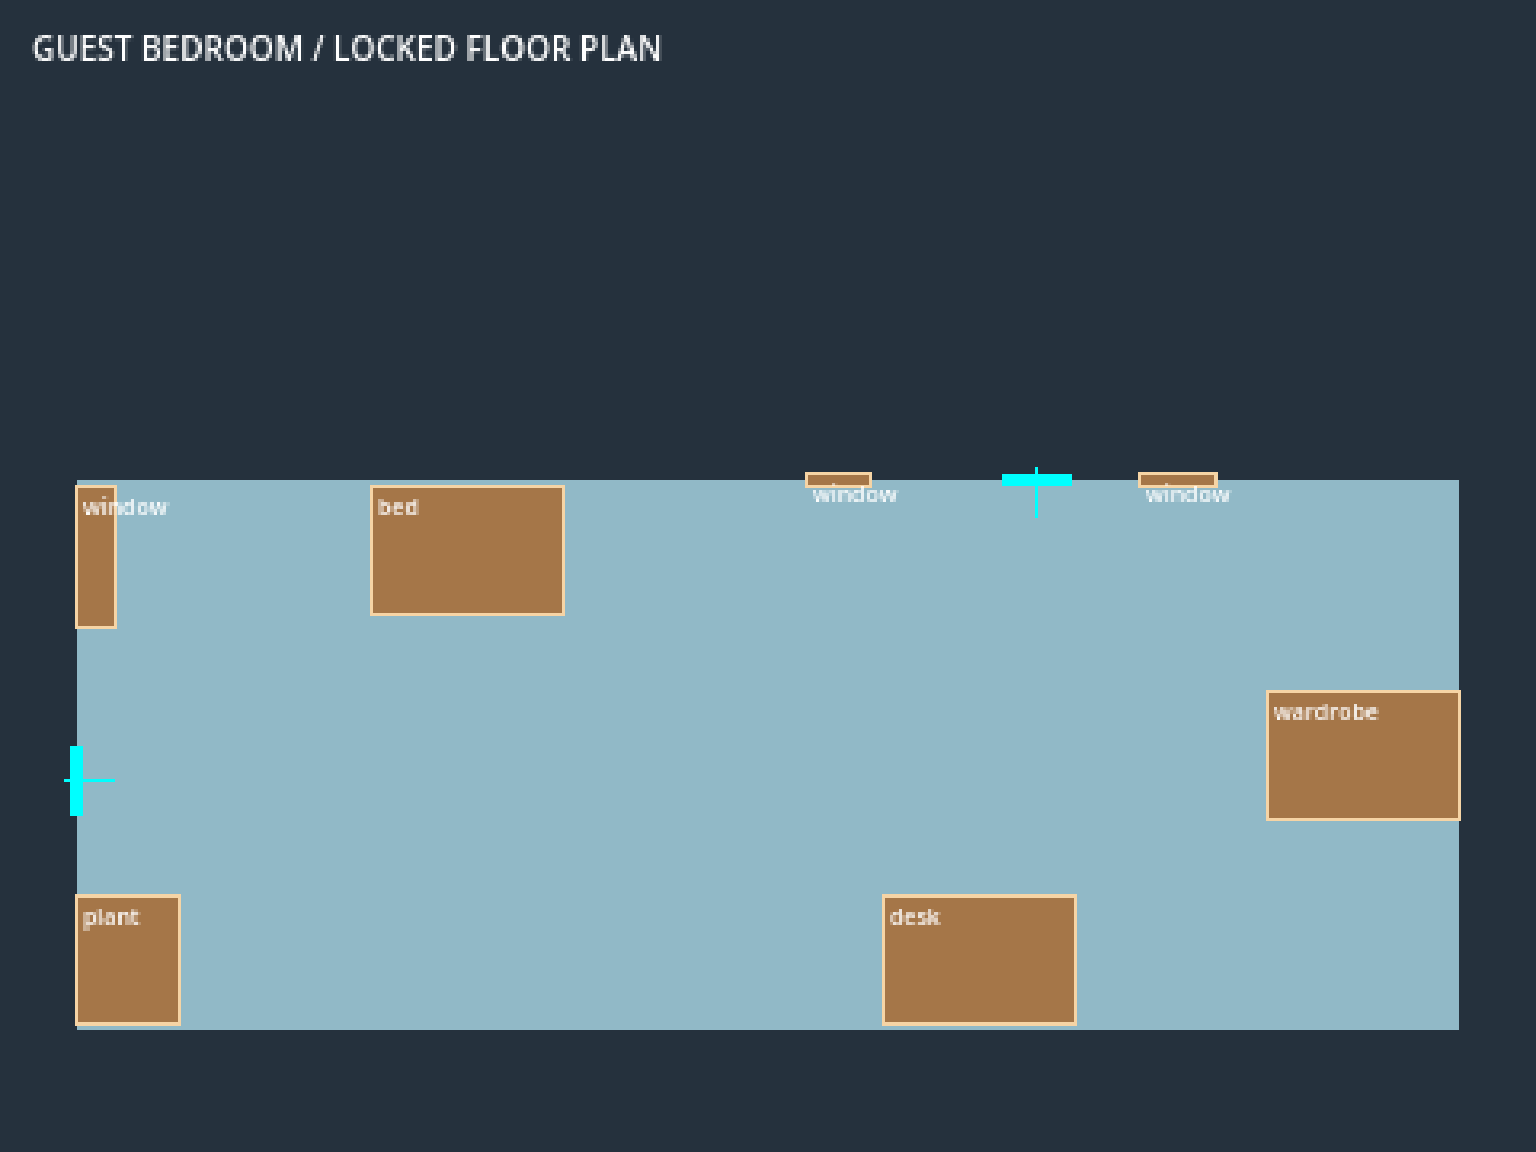 GUEST BEDROOM / LOCKED FLOOR PLAN
window
window
window
bed
wardrobe
plant
desk